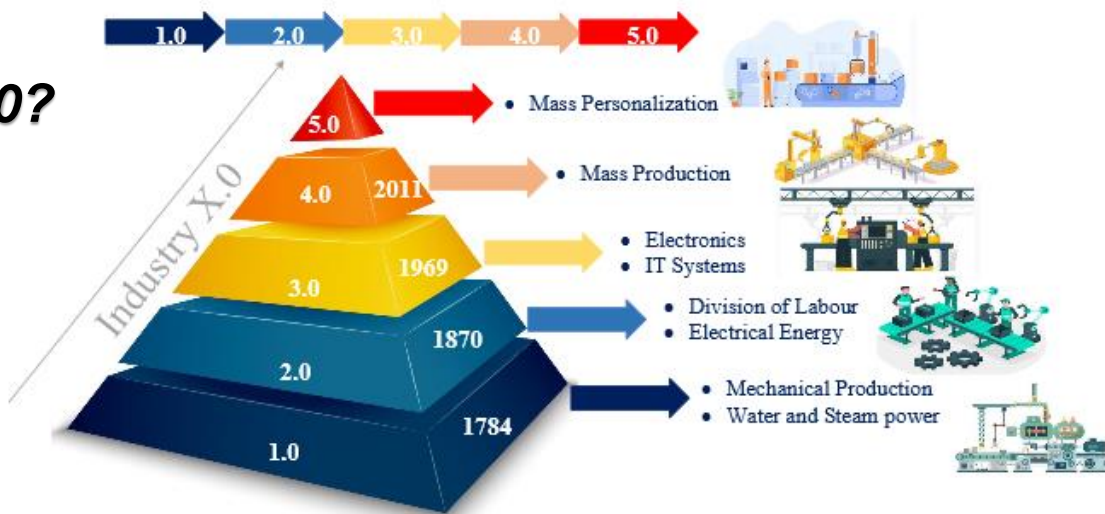 1.0 2.0 3.0 4.0 5.0
0?
Industry X.0
5.0
• Mass Personalization
4.0 2011
• Mass Production
3.0 1969
• Electronics
• IT Systems
2.0 1870
• Division of Labour
• Electrical Energy
1.0 1784
• Mechanical Production
• Water and Steam power